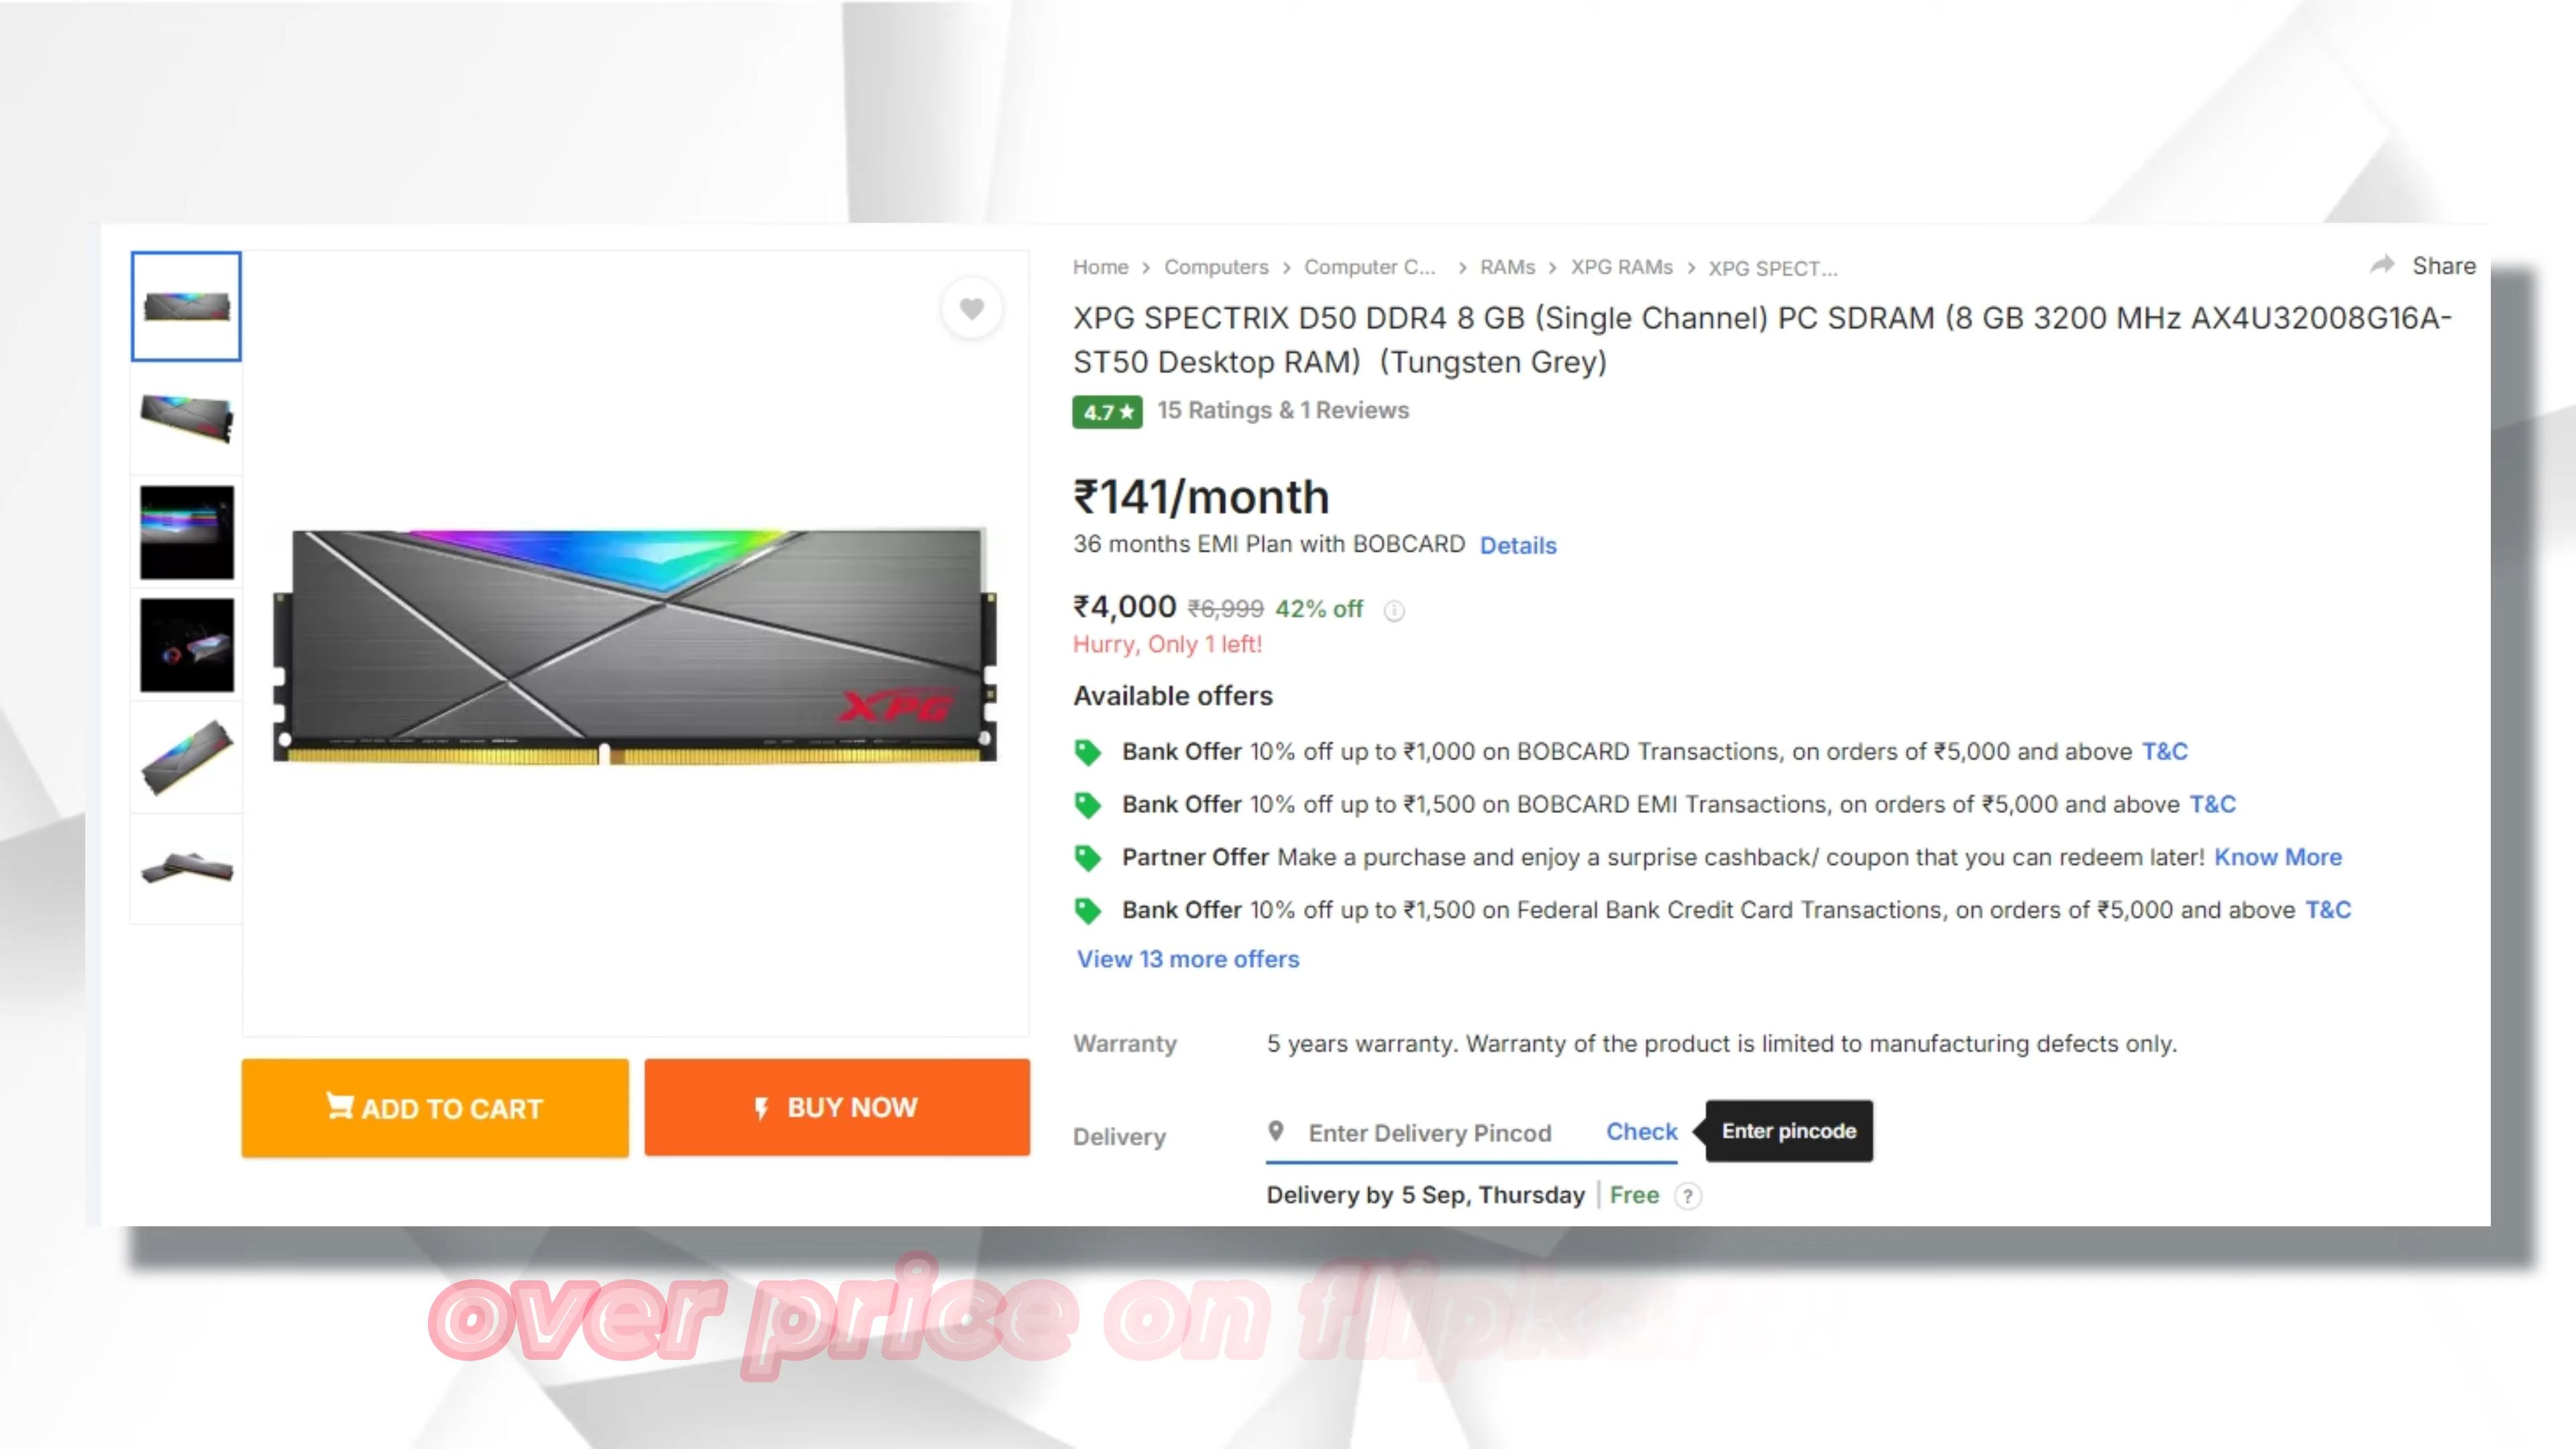 Home > Computers > Computer C... > RAMs > XPG RAMs > XPG SPECT...
Share
XPG SPECTRIX D50 DDR4 8 GB (Single Channel) PC SDRAM (8 GB 3200 MHz AX4U32008G16A-
ST50 Desktop RAM) (Tungsten Grey)
4.7★ 15 Ratings & 1 Reviews
₹141/month
36 months EMI Plan with BOBCARD Details
₹4,000 ₹6,999 42% off
Hurry, Only 1 left!
Available offers
Bank Offer 10% off up to ₹1,000 on BOBCARD Transactions, on orders of ₹5,000 and above T&C
Bank Offer 10% off up to ₹1,500 on BOBCARD EMI Transactions, on orders of ₹5,000 and above T&C
Partner Offer Make a purchase and enjoy a surprise cashback/ coupon that you can redeem later! Know More
Bank Offer 10% off up to ₹1,500 on Federal Bank Credit Card Transactions, on orders of ₹5,000 and above T&C
View 13 more offers
Warranty 5 years warranty. Warranty of the product is limited to manufacturing defects only.
Delivery Enter Delivery Pincod Check Enter pincode
Delivery by 5 Sep, Thursday | Free ?
XPG
ADD TO CART
BUY NOW
over price on flipkar